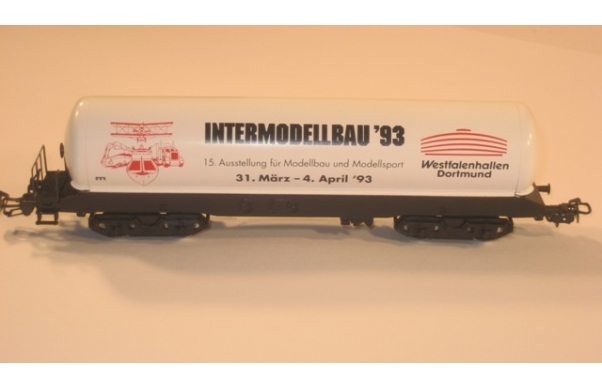 INTERMODELLBAU '93
15. Ausstellung für Modellbau und Modellsport
31. März – 4. April '93
Westfalenhallen
Dortmund